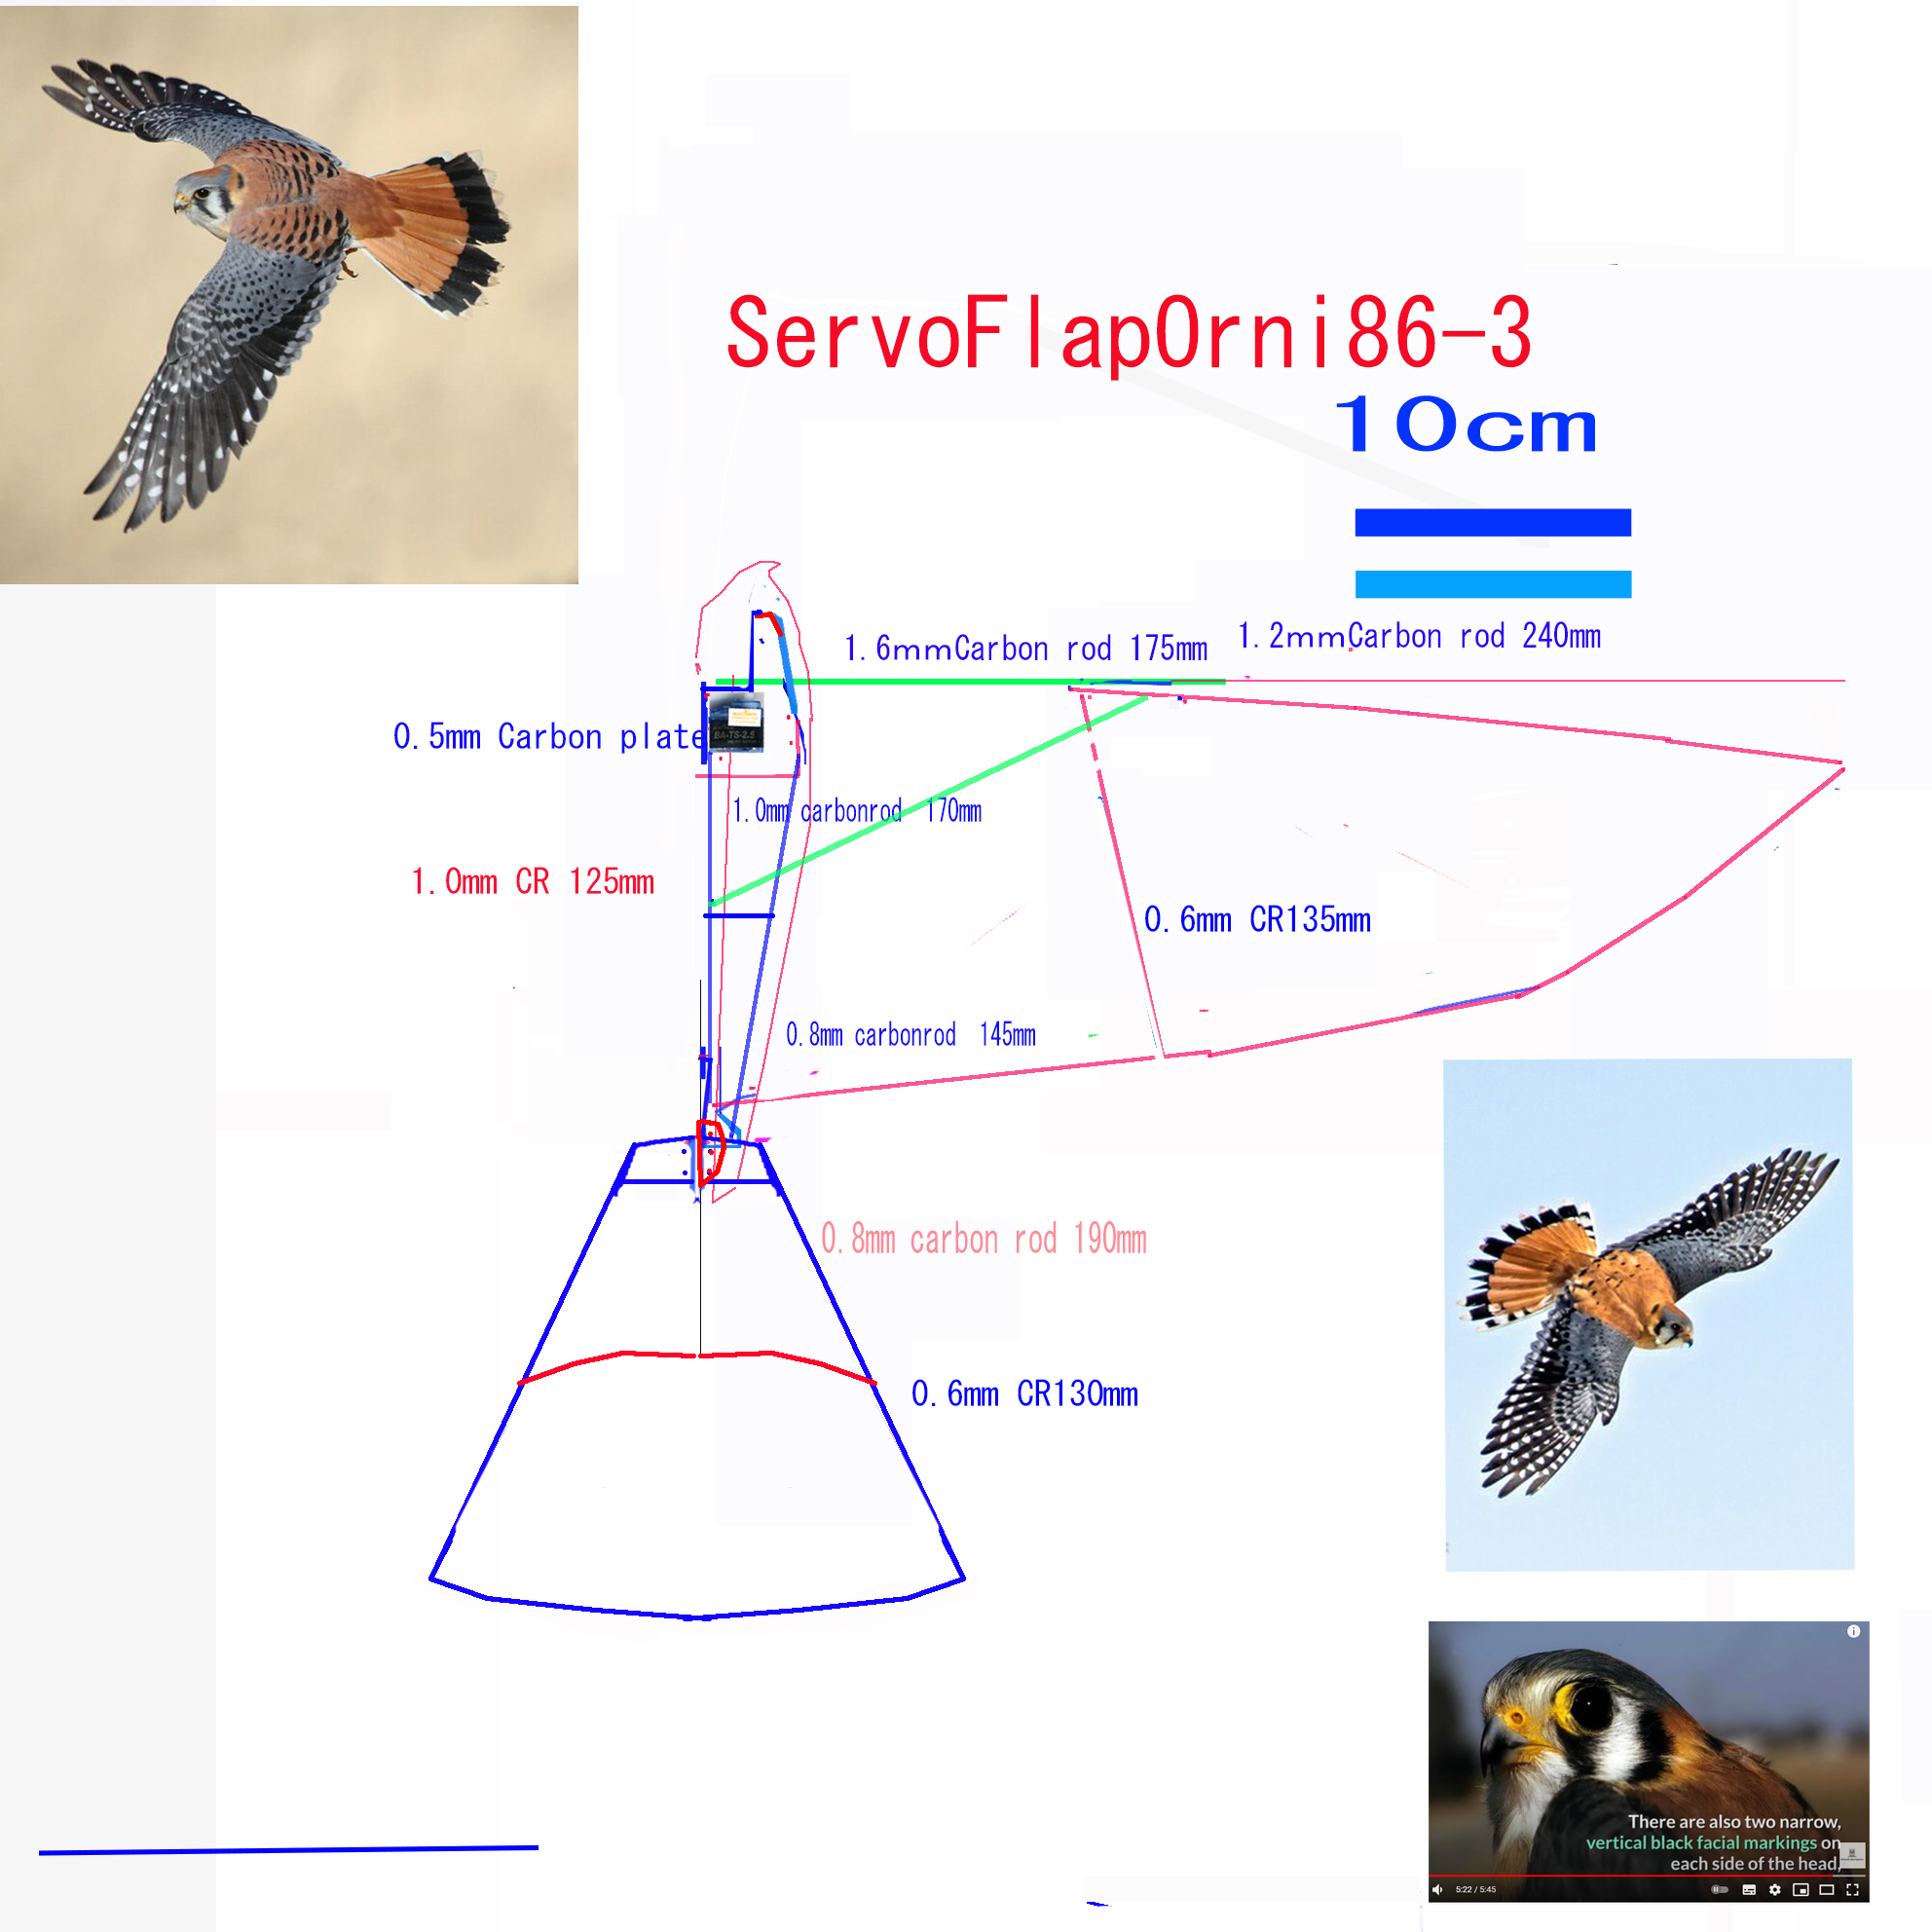 ServoFlapOrni86-3
10cm
1.6mmCarbon rod 175mm
1.2mmCarbon rod 240mm
0.5mm Carbon plate
BA-TS-2.5
1.0mm carbonrod 170mm
1.0mm CR 125mm
0.6mm CR135mm
0.8mm carbonrod 145mm
0.8mm carbon rod 190mm
0.6mm CR130mm
There are also two narrow,
vertical black facial markings on
each side of the head,
5:22 / 5:45